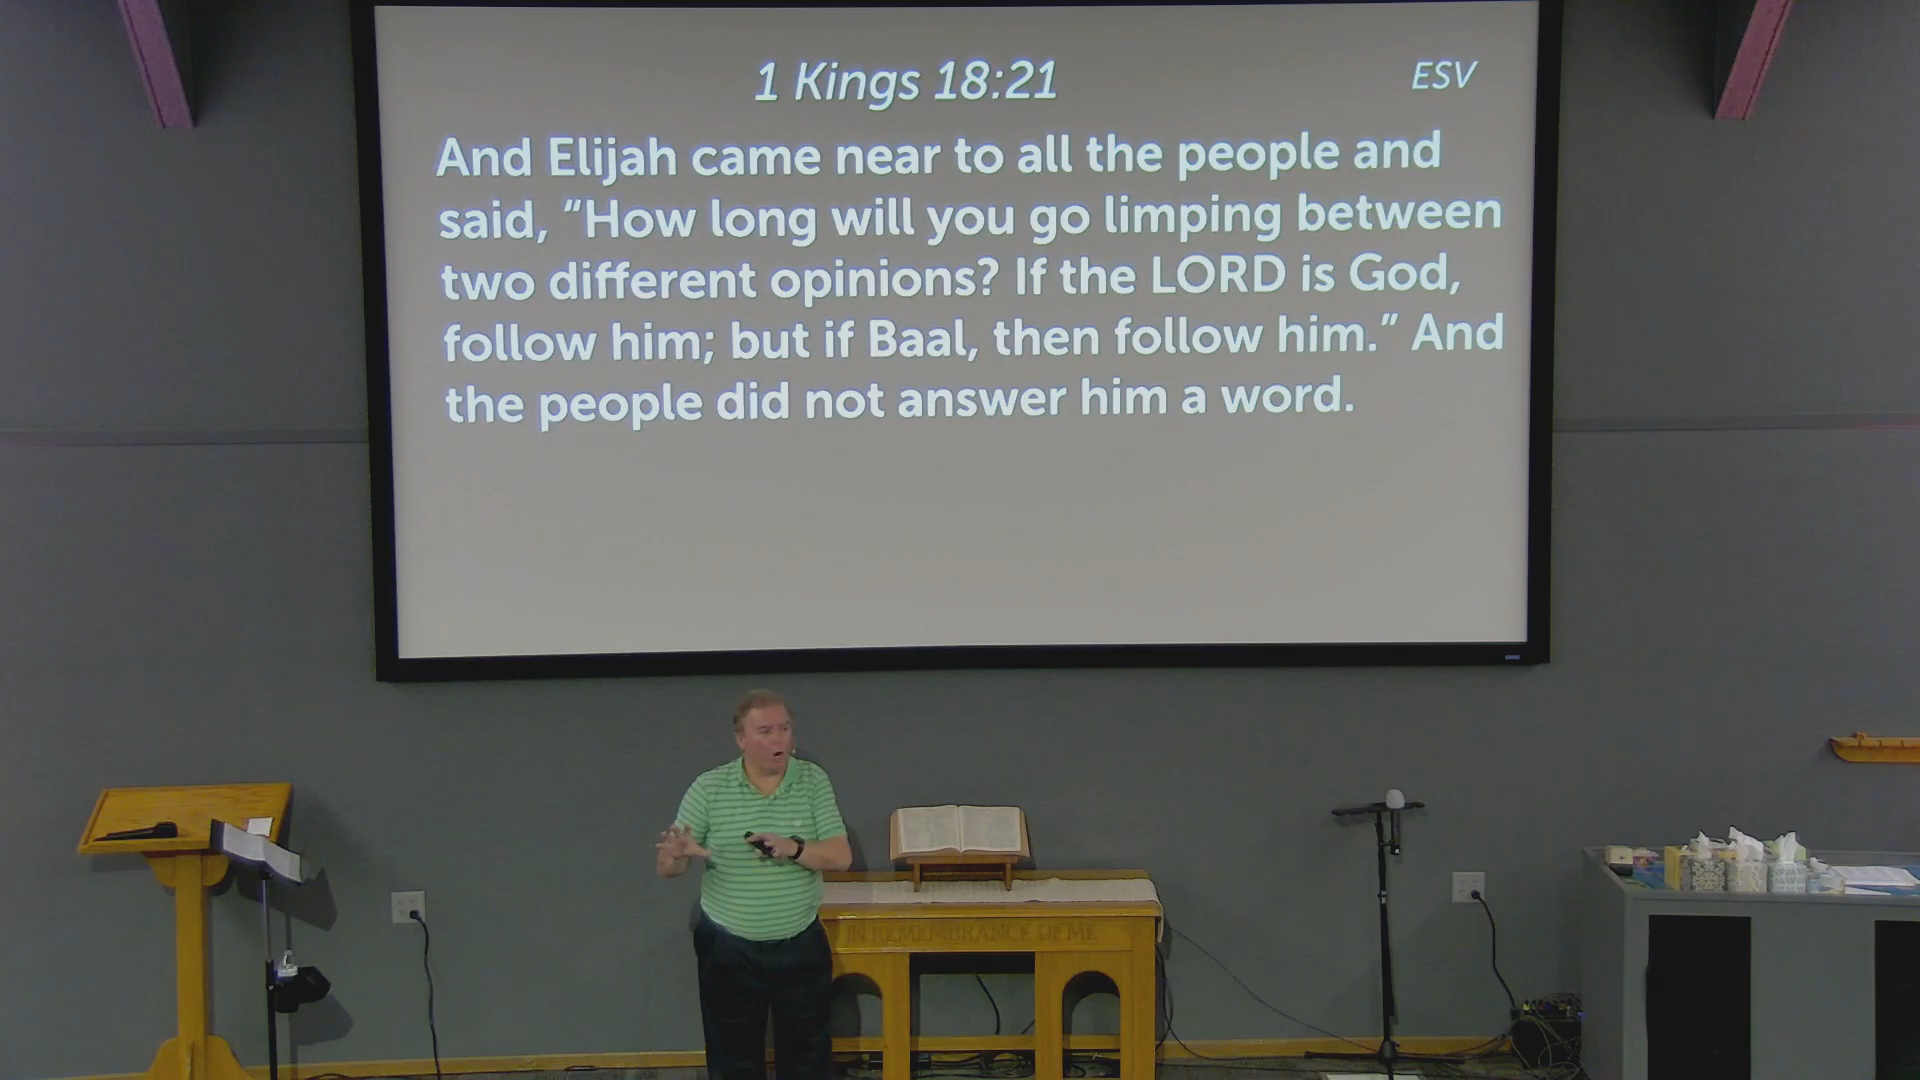 1 Kings 18:21
ESV
And Elijah came near to all the people and
said, “How long will you go limping between
two different opinions? If the LORD is God,
follow him; but if Baal, then follow him.” And
the people did not answer him a word.
IN REMEMBRANCE OF ME